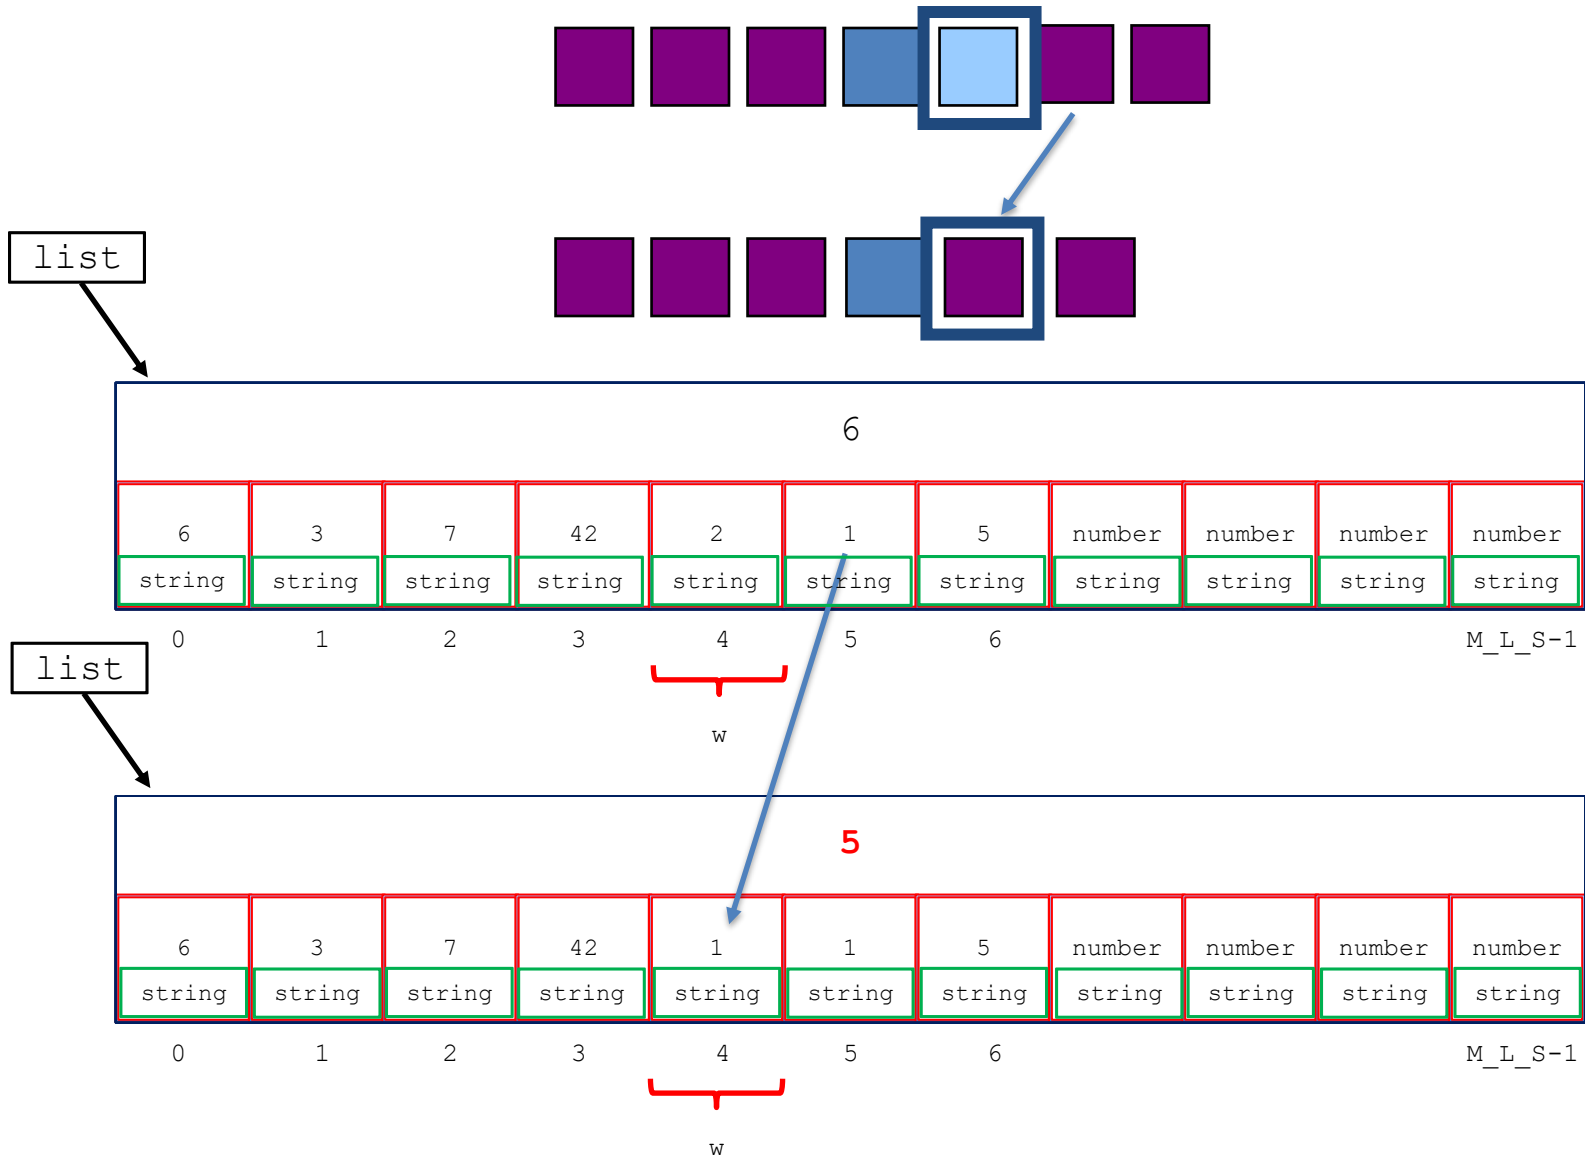 list
6
6 3 7 42 2 1 5 number number number number
string string string string string string string string string string string
0 1 2 3 4 5 6 M_L_S-1
list
w
5
6 3 7 42 1 1 5 number number number number
string string string string string string string string string string string
0 1 2 3 4 5 6 M_L_S-1
w